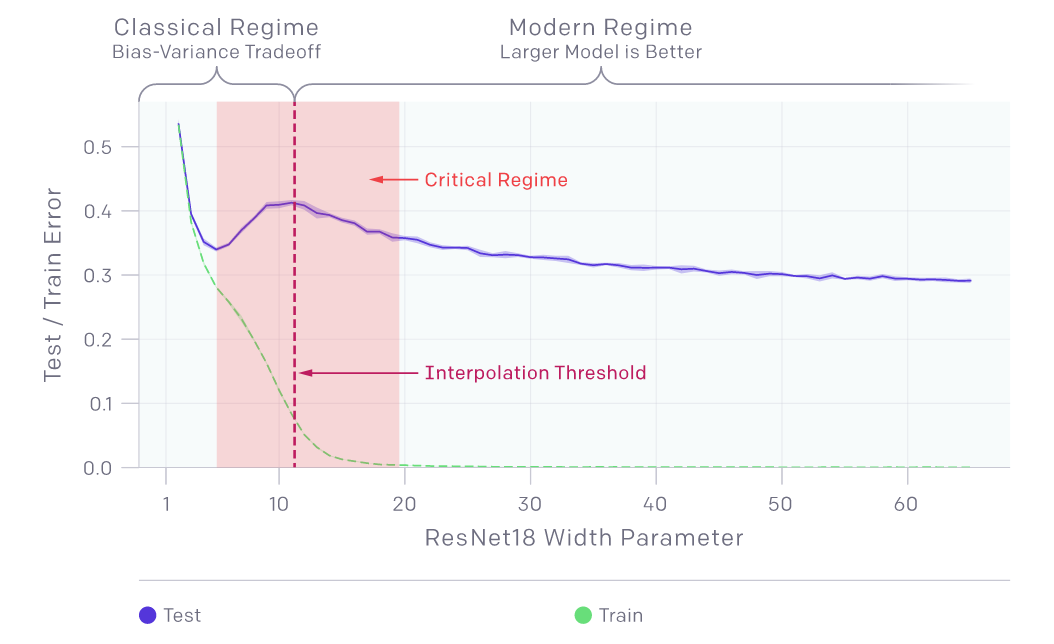 Classical Regime
Bias-Variance Tradeoff
Modern Regime
Larger Model is Better
Test / Train Error
0.5
0.4
0.3
0.2
0.1
0.0
Critical Regime
Interpolation Threshold
1
10
20
30
40
50
60
ResNet18 Width Parameter
Test
Train